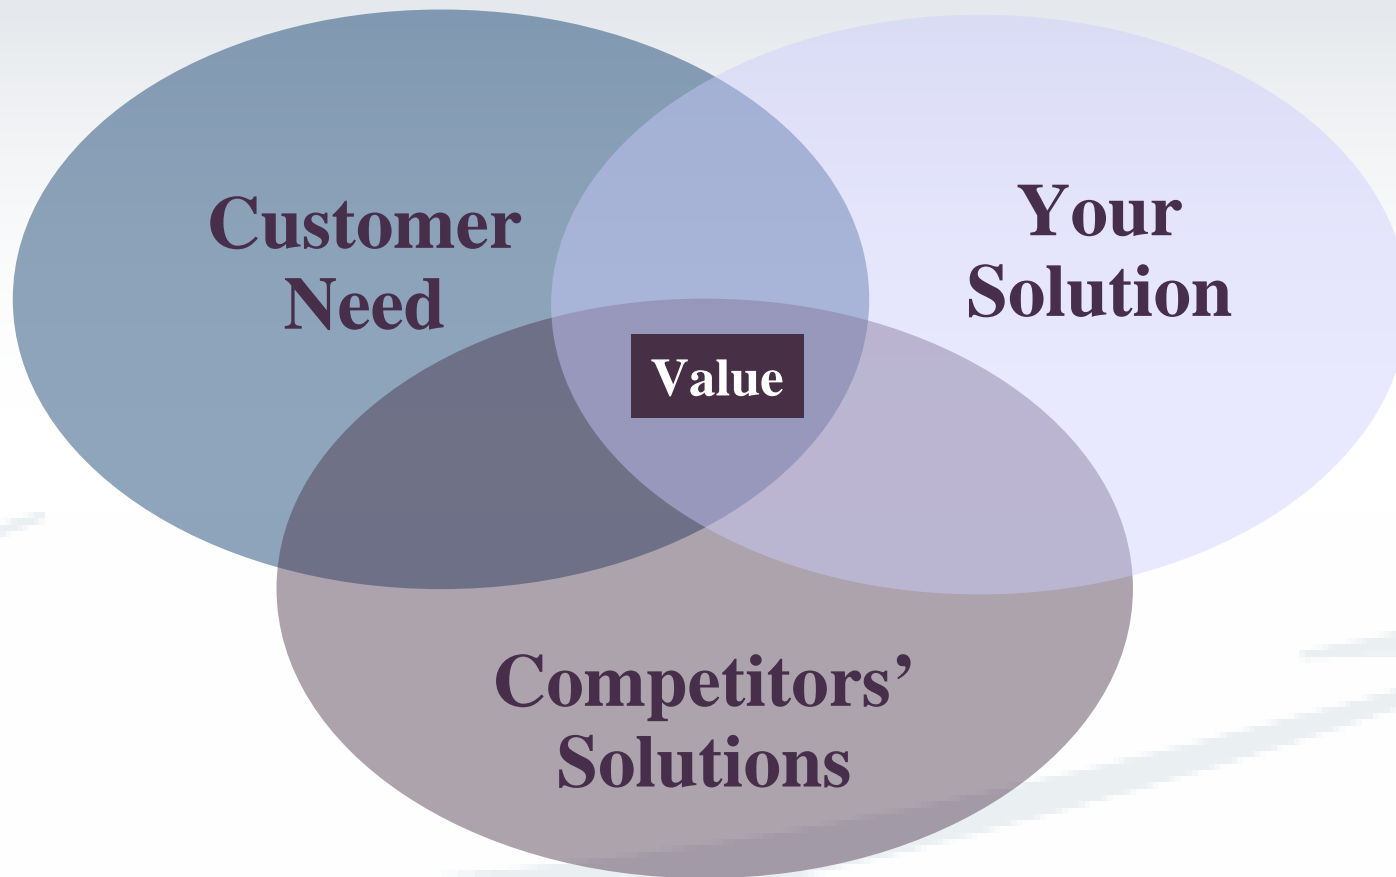 Customer
Need
Your
Solution
Value
Competitors’
Solutions